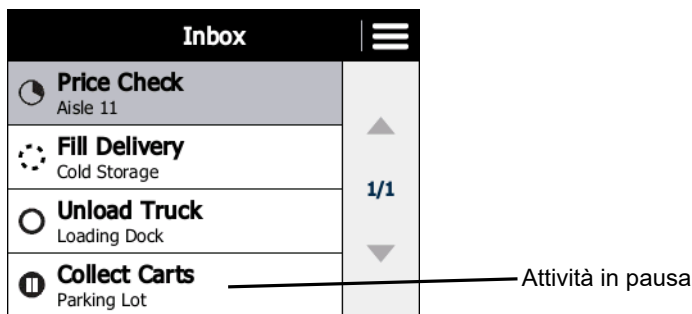 Inbox
Price Check
Aisle 11
Fill Delivery
Cold Storage
1/1
Unload Truck
Loading Dock
Collect Carts
Parking Lot
Attività in pausa